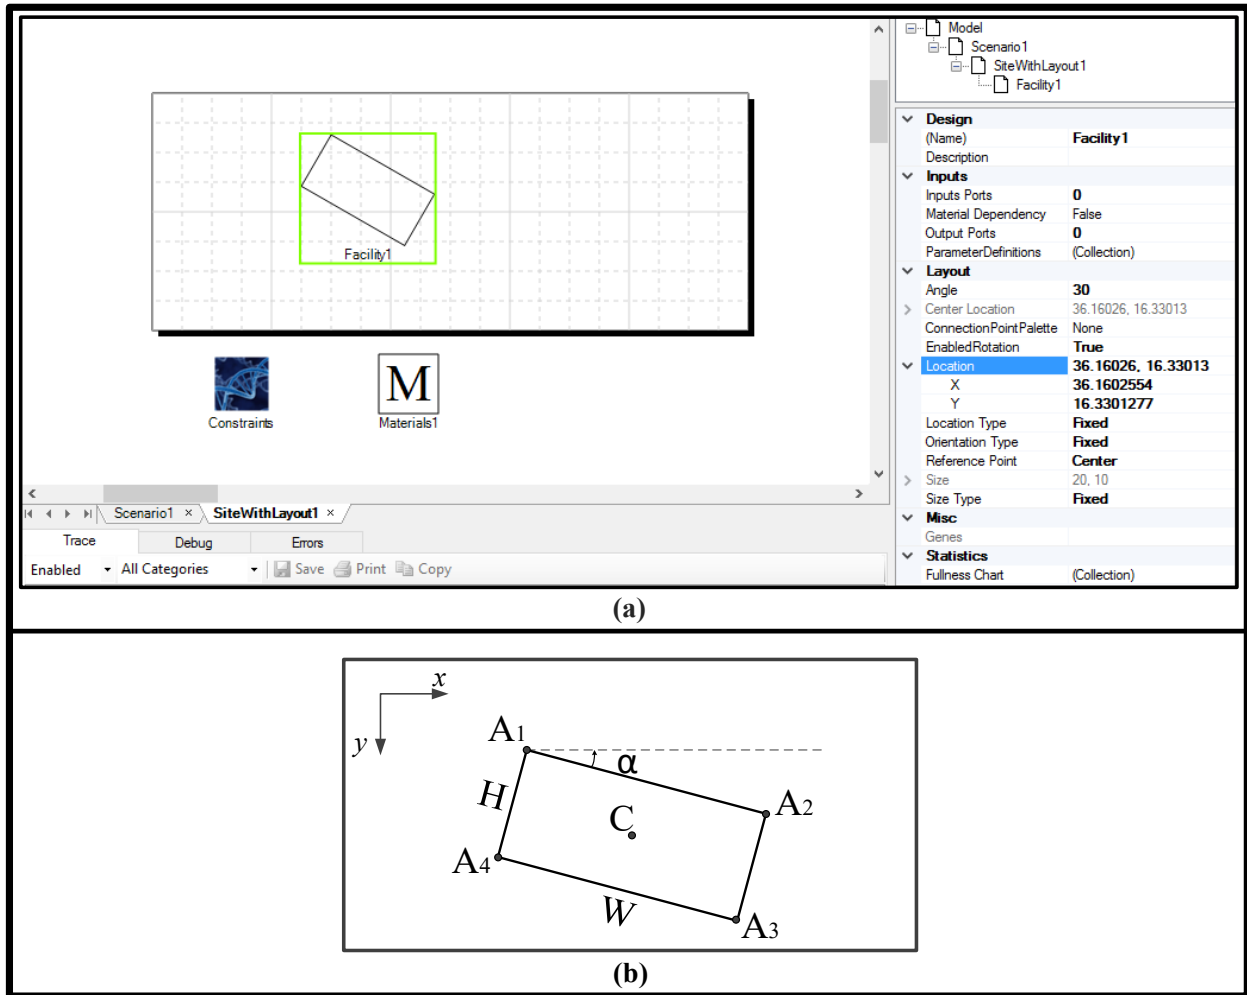 Facility1
Constraints
M
Materials1
Scenario1 × SiteWithLayout1 ×
Trace Debug Errors
Enabled All Categories Save Print Copy
Model
Scenario1
SiteWithLayout1
Facility1
Design
(Name) Facility1
Description
Inputs
Inputs Ports 0
Material Dependency False
Output Ports 0
ParameterDefinitions (Collection)
Layout
Angle 30
Center Location 36.16026, 16.33013
ConnectionPointPalette None
EnabledRotation True
Location 36.16026, 16.33013
X 36.1602554
Y 16.3301277
Location Type Fixed
Orientation Type Fixed
Reference Point Center
Size 20, 10
Size Type Fixed
Misc
Genes
Statistics
Fullness Chart (Collection)
(a)
x
y
A1
α
H
C
A2
A4
W
A3
(b)